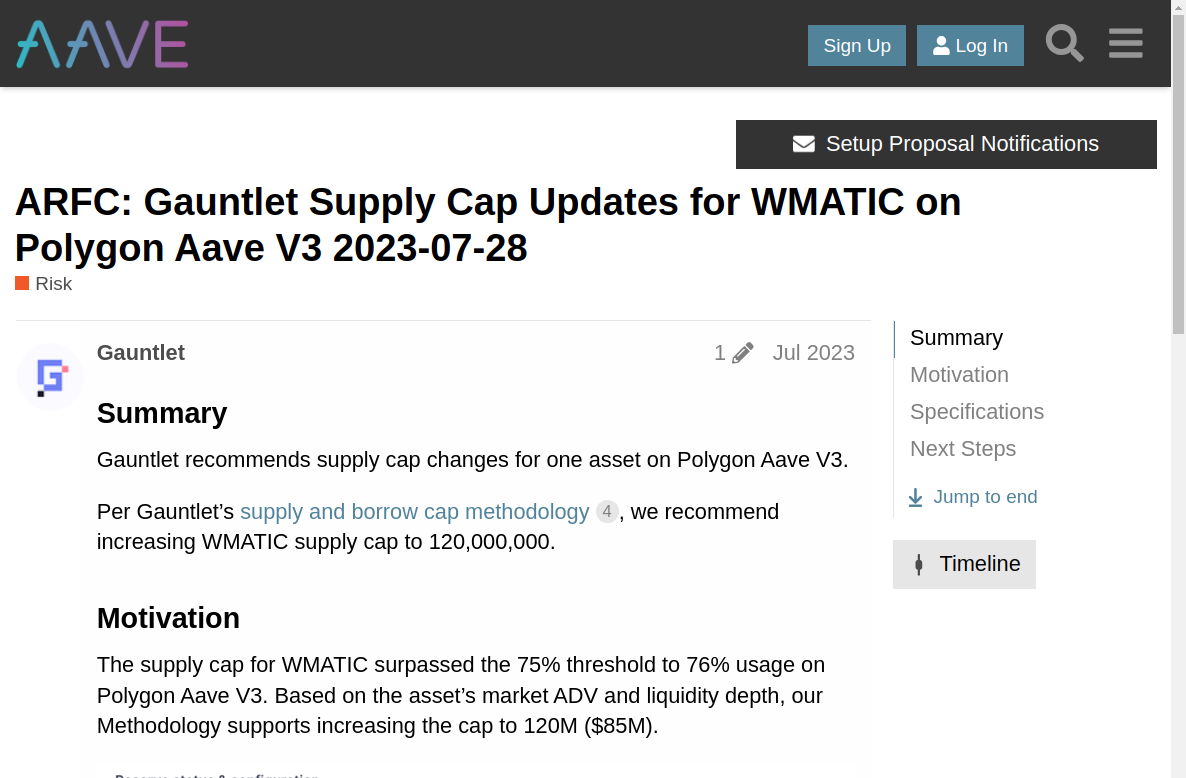 AAVE
Sign Up
Log In
Setup Proposal Notifications
ARFC: Gauntlet Supply Cap Updates for WMATIC on
Polygon Aave V3 2023-07-28
Risk
Gauntlet
1
Jul 2023
Summary
Gauntlet recommends supply cap changes for one asset on Polygon Aave V3.
Per Gauntlet’s supply and borrow cap methodology 4, we recommend
increasing WMATIC supply cap to 120,000,000.
Motivation
The supply cap for WMATIC surpassed the 75% threshold to 76% usage on
Polygon Aave V3. Based on the asset’s market ADV and liquidity depth, our
Methodology supports increasing the cap to 120M ($85M).
Summary
Motivation
Specifications
Next Steps
Jump to end
Timeline